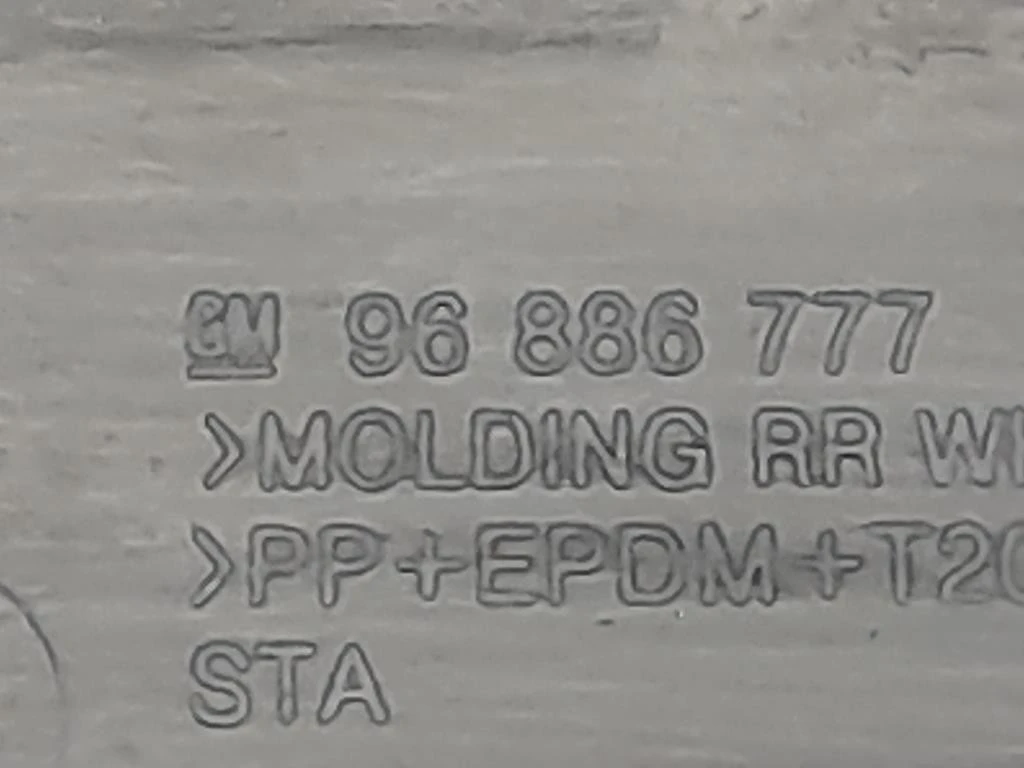 GM 96 886 777
>MOLDING RR
>PP+EPDM+T20
STA